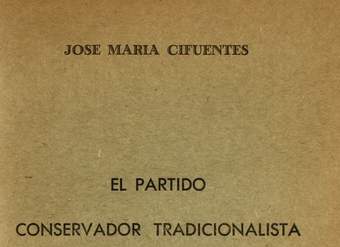 JOSE MARIA CIFUENTES
EL PARTIDO
CONSERVADOR TRADICIONALISTA